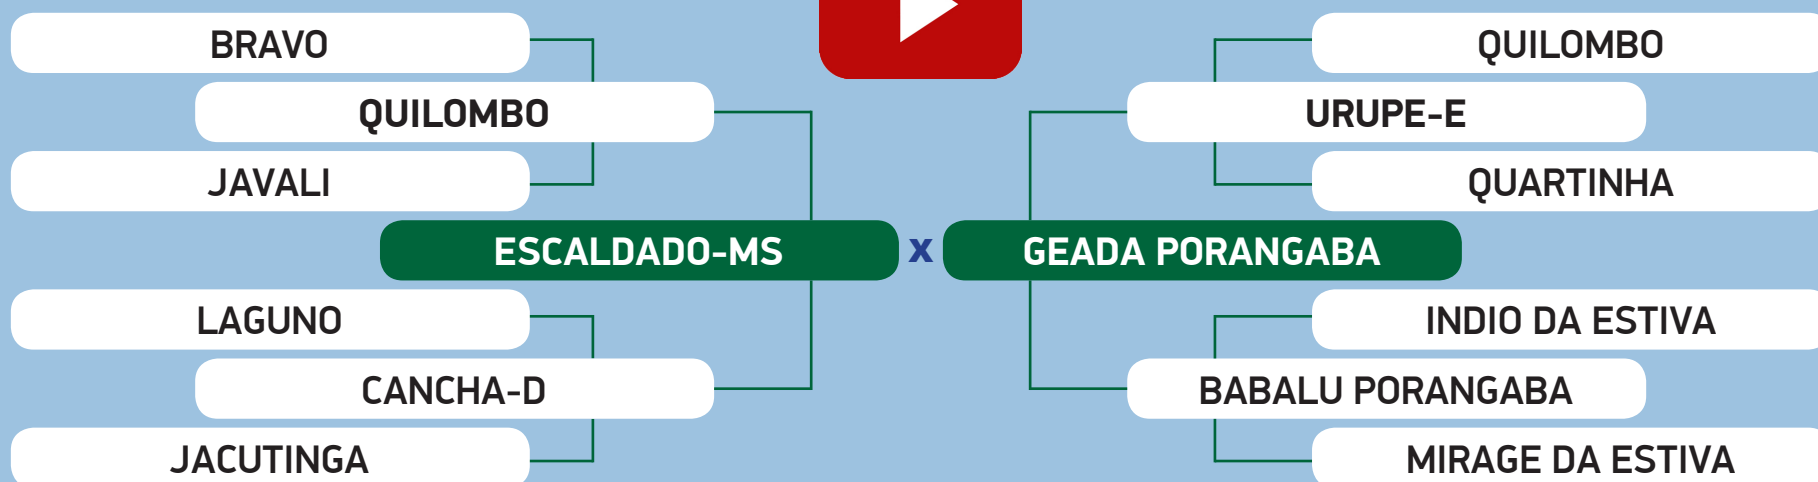 BRAVO
QUILOMBO
QUILOMBO
URUPE-E
JAVALI
QUARTINHA
ESCALDADO-MS x GEADA PORANGABA
LAGUNO
INDIO DA ESTIVA
CANCHA-D
BABALU PORANGABA
JACUTINGA
MIRAGE DA ESTIVA